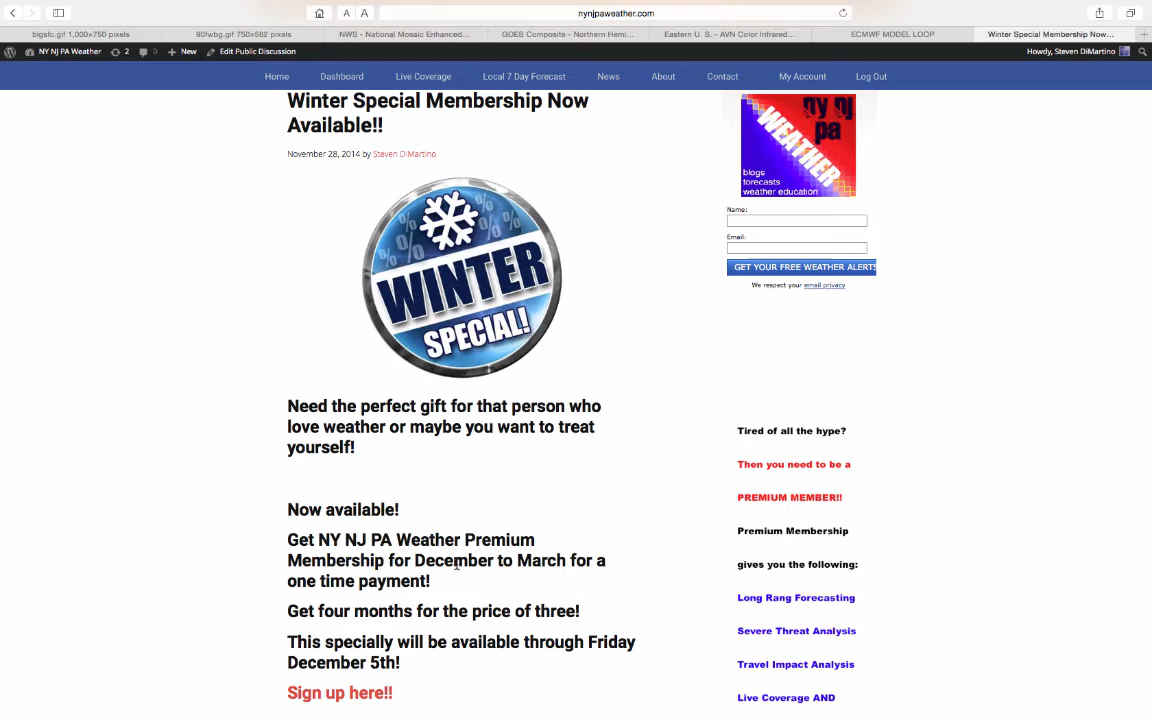 nynjpaweather.com
bigsfc.gif 1,000×750 pixels
90fwbg.gif 750×562 pixels
NWS - National Mosaic Enhanced...
GOES Composite - Northern Hemi...
Eastern U. S. - AVN Color Infrared...
ECMWF MODEL LOOP
Winter Special Membership Now...
NY NJ PA Weather
2
0
New
Edit Public Discussion
Howdy, Steven DiMartino
Home
Dashboard
Live Coverage
Local 7 Day Forecast
News
About
Contact
My Account
Log Out
Winter Special Membership Now
Available!!
November 28, 2014 by Steven DiMartino
% % % % %
WINTER
SPECIAL!
Need the perfect gift for that person who
love weather or maybe you want to treat
yourself!
Now available!
Get NY NJ PA Weather Premium
Membership for December to March for a
one time payment!
Get four months for the price of three!
This specially will be available through Friday
December 5th!
Sign up here!!
ny nj
pa
WEATHER
blogs
forecasts
weather education
Name:
Email:
GET YOUR FREE WEATHER ALERTS
We respect your email privacy
Tired of all the hype?
Then you need to be a
PREMIUM MEMBER!!
Premium Membership
gives you the following:
Long Rang Forecasting
Severe Threat Analysis
Travel Impact Analysis
Live Coverage AND